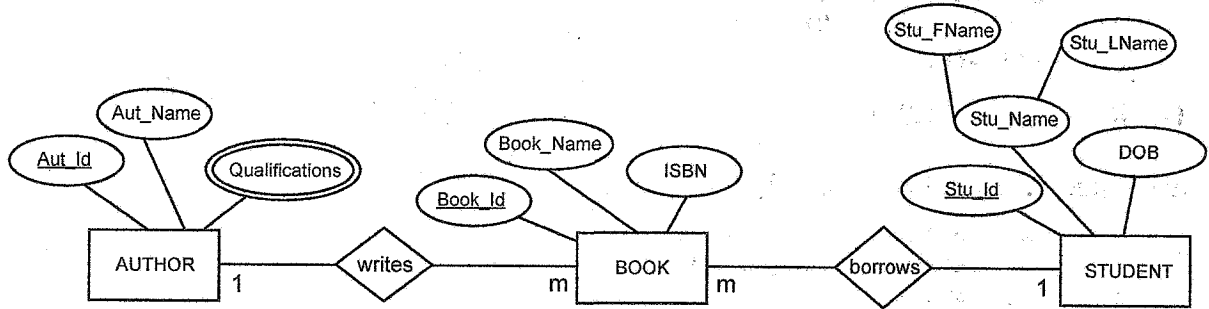 Stu_FName
Stu_LName
Aut_Name
Stu_Name
Book_Name
DOB
Aut_Id
Qualifications
ISBN
Stu_Id
Book_Id
AUTHOR
writes
BOOK
borrows
STUDENT
1
m
m
1